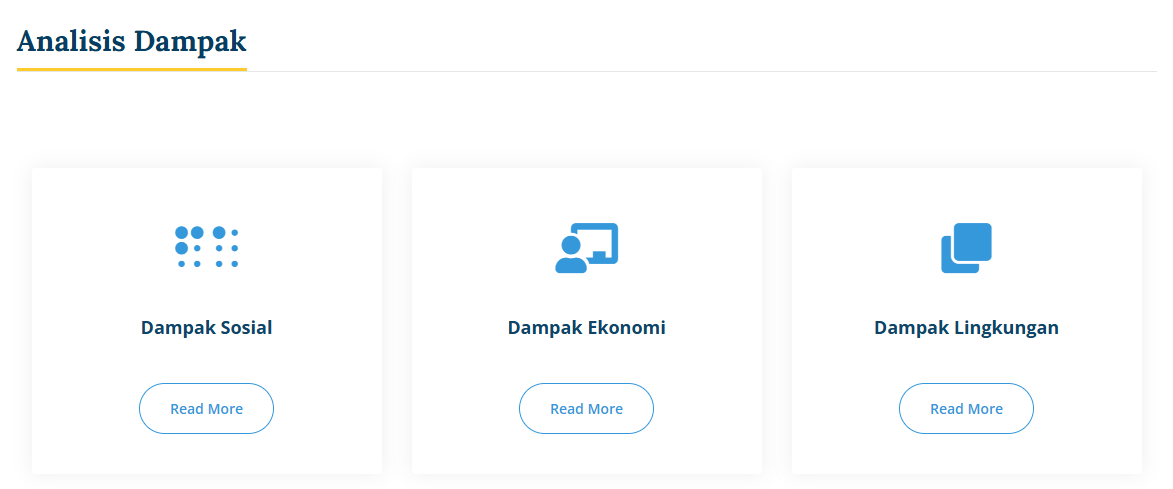 Analisis Dampak
Dampak Sosial
Dampak Ekonomi
Dampak Lingkungan
Read More
Read More
Read More